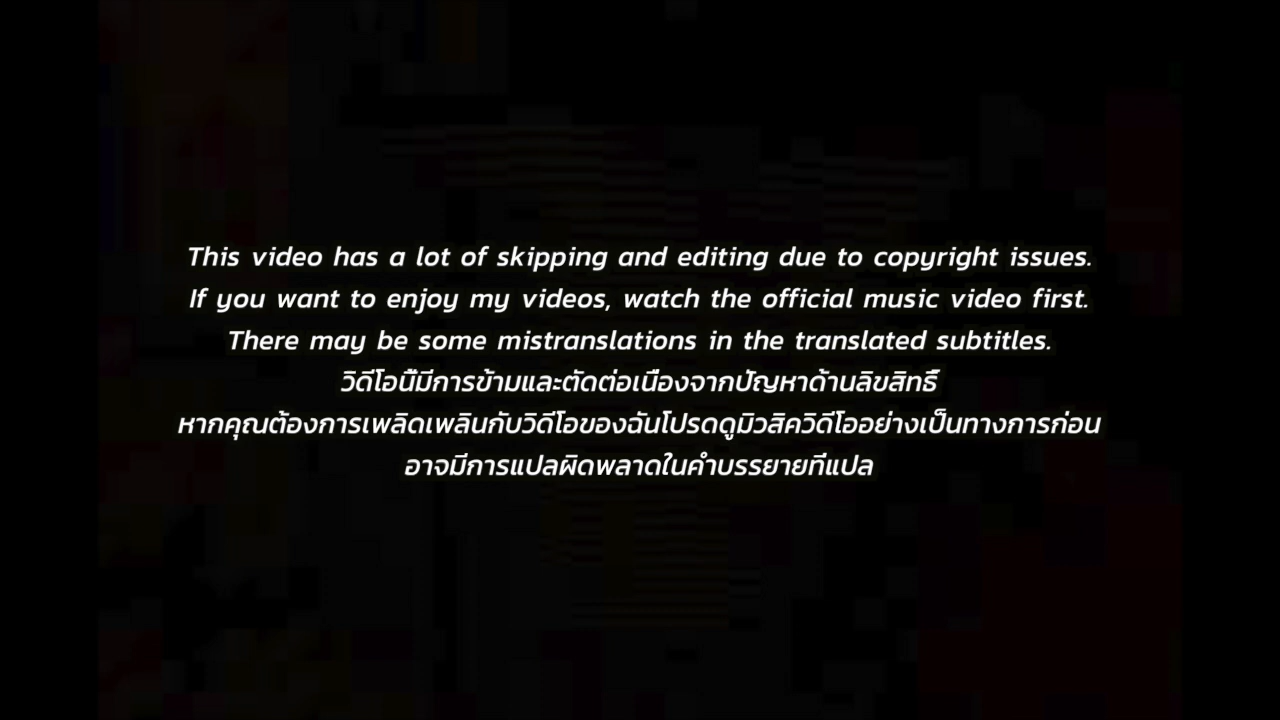 This video has a lot of skipping and editing due to copyright issues.
If you want to enjoy my videos, watch the official music video first.
There may be some mistranslations in the translated subtitles.
วิดีโอนี้มีการข้ามและตัดต่อเนื่องจากปัญหาด้านลิขสิทธิ์
หากคุณต้องการเพลิดเพลินกับวิดีโอของฉันโปรดดูมิวสิควิดีโออย่างเป็นทางการก่อน
อาจมีการแปลผิดพลาดในคำบรรยายที่แปล